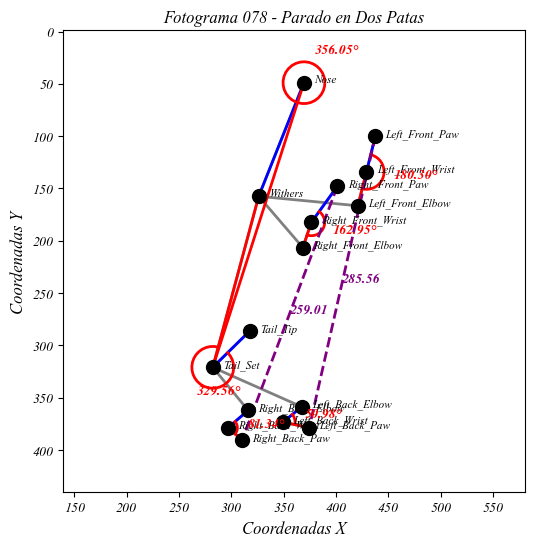 Fotograma 078 - Parado en Dos Patas
356.05°
0
Nose
50
Left_Front_Paw
100
Left_Front_Wrist
180.50°
Right_Front_Paw
150
Withers
Left_Front_Elbow
Right_Front_Wrist
162.95°
200
Right_Front_Elbow
285.56
250
259.01
Coordenadas Y
Tail_Tip
300
Tail_Set
329.56°
350
Left_Back_Elbow
Left_Back_Wrist
Left_Back_Paw
Right_Back_Paw
400
150
200
250
300
350
400
450
500
550
Coordenadas X